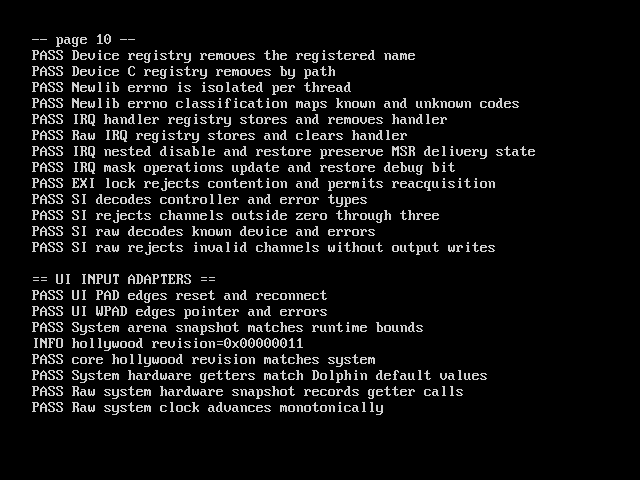 -- page 10 --
PASS Device registry removes the registered name
PASS Device C registry removes by path
PASS Newlib errno is isolated per thread
PASS Newlib errno classification maps known and unknown codes
PASS IRQ handler registry stores and removes handler
PASS Raw IRQ registry stores and clears handler
PASS IRQ nested disable and restore preserve MSR delivery state
PASS IRQ mask operations update and restore debug bit
PASS EXI lock rejects contention and permits reacquisition
PASS SI decodes controller and error types
PASS SI rejects channels outside zero through three
PASS SI raw decodes known device and errors
PASS SI raw rejects invalid channels without output writes

== UI INPUT ADAPTERS ==
PASS UI PAD edges reset and reconnect
PASS UI WPAD edges pointer and errors
PASS System arena snapshot matches runtime bounds
INFO hollywood revision=0x00000011
PASS core hollywood revision matches system
PASS System hardware getters match Dolphin default values
PASS Raw system hardware snapshot records getter calls
PASS Raw system clock advances monotonically